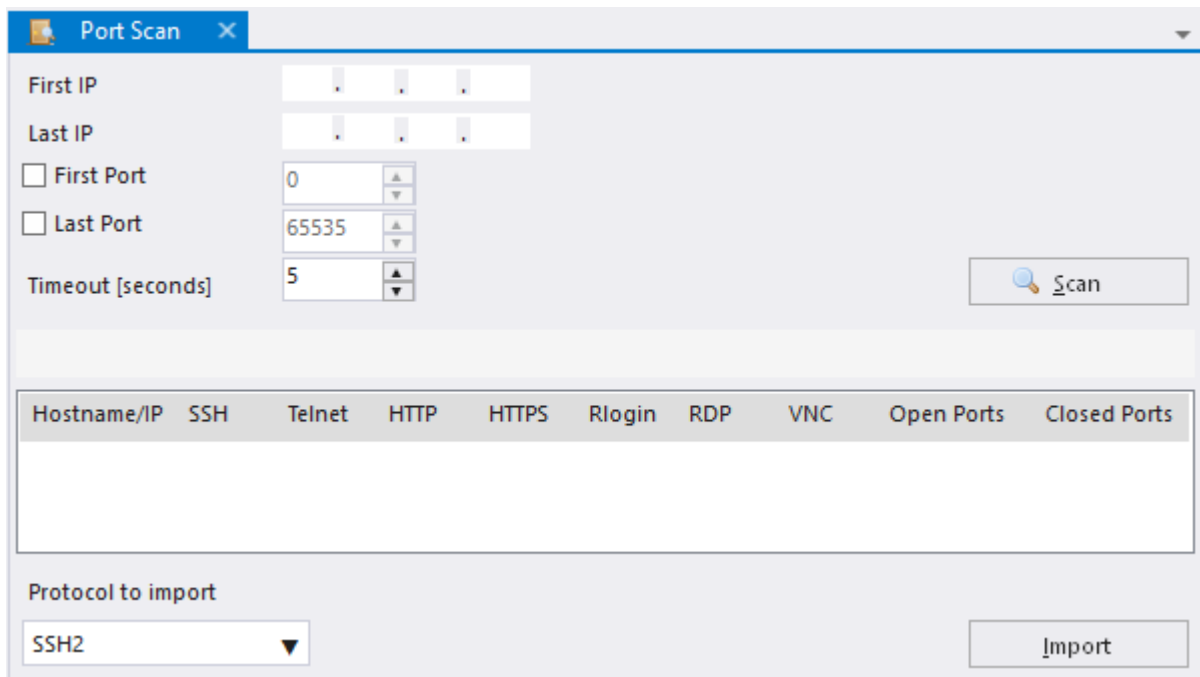 Port Scan ×
First IP . . .
Last IP . . .
First Port 0
Last Port 65535
Timeout [seconds] 5
Scan
Hostname/IP SSH Telnet HTTP HTTPS Rlogin RDP VNC Open Ports Closed Ports
Protocol to import
SSH2
Import